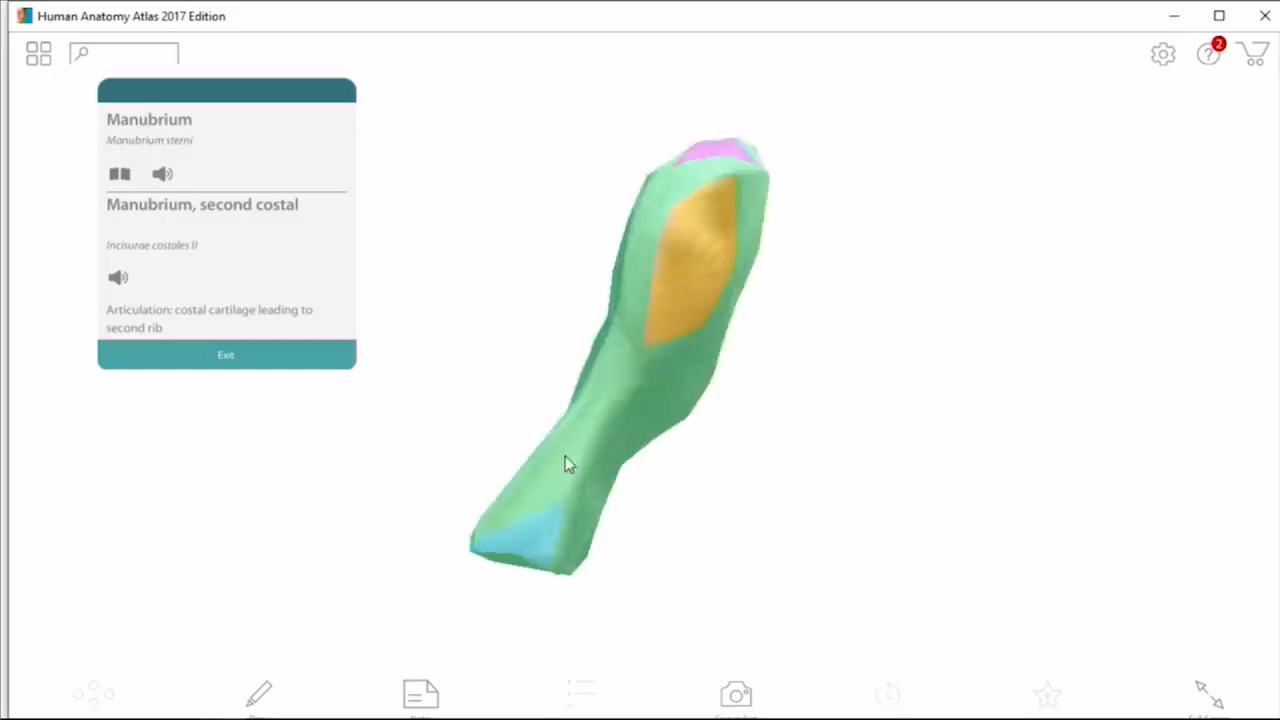 Human Anatomy Atlas 2017 Edition
2
Manubrium
Manubrium sterni
Manubrium, second costal
Incisurae costales II
Articulation: costal cartilage leading to
second rib
Exit